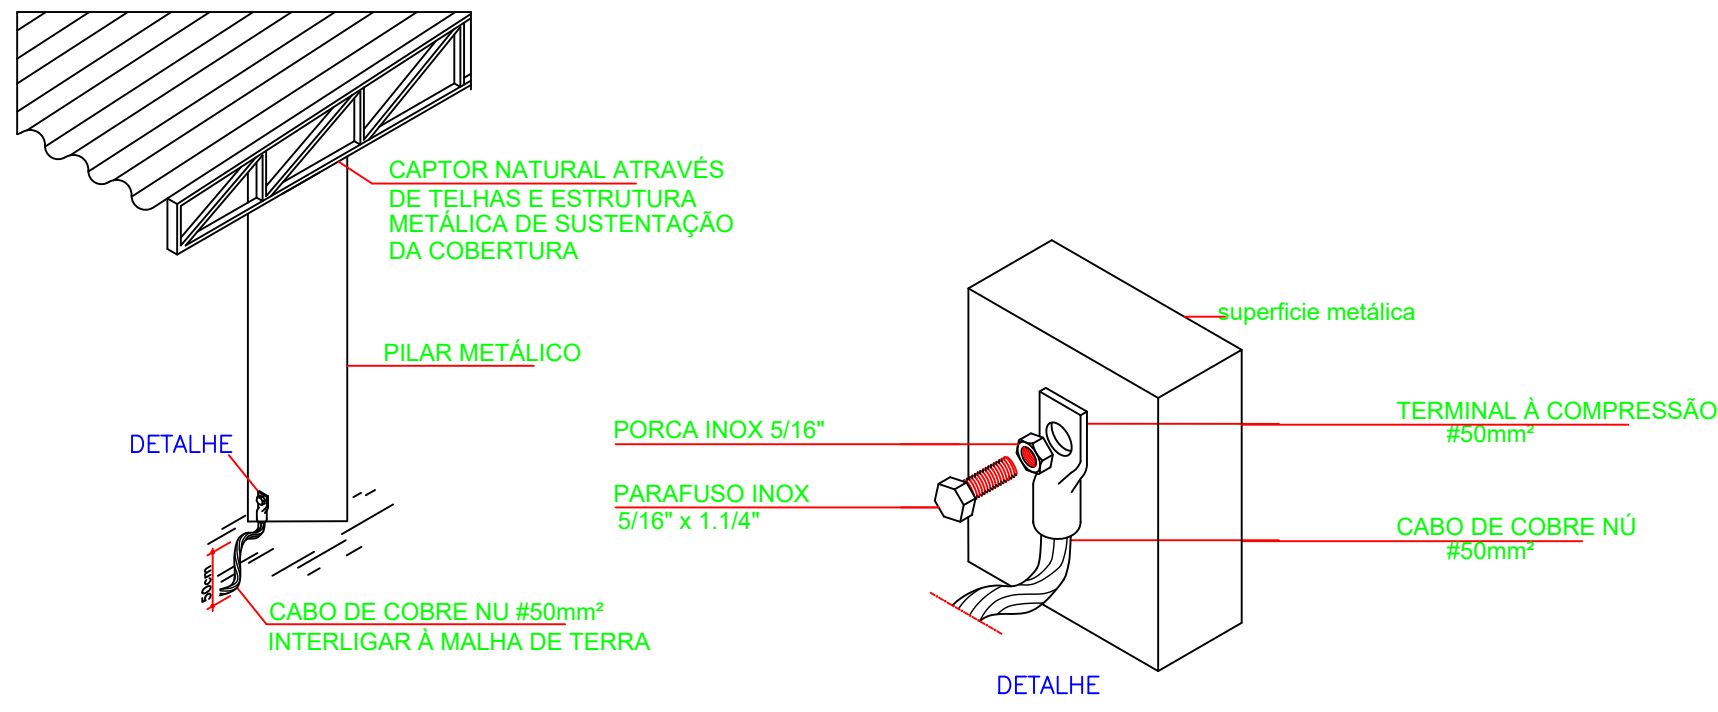 CAPTOR NATURAL ATRAVÉS
DE TELHAS E ESTRUTURA
METÁLICA DE SUSTENTAÇÃO
DA COBERTURA
PILAR METÁLICO
DETALHE
50cm
CABO DE COBRE NU #50mm²
INTERLIGAR À MALHA DE TERRA
superficie metálica
TERMINAL À COMPRESSÃO
#50mm²
PORCA INOX 5/16"
PARAFUSO INOX
5/16" x 1.1/4"
CABO DE COBRE NÚ
#50mm²
DETALHE